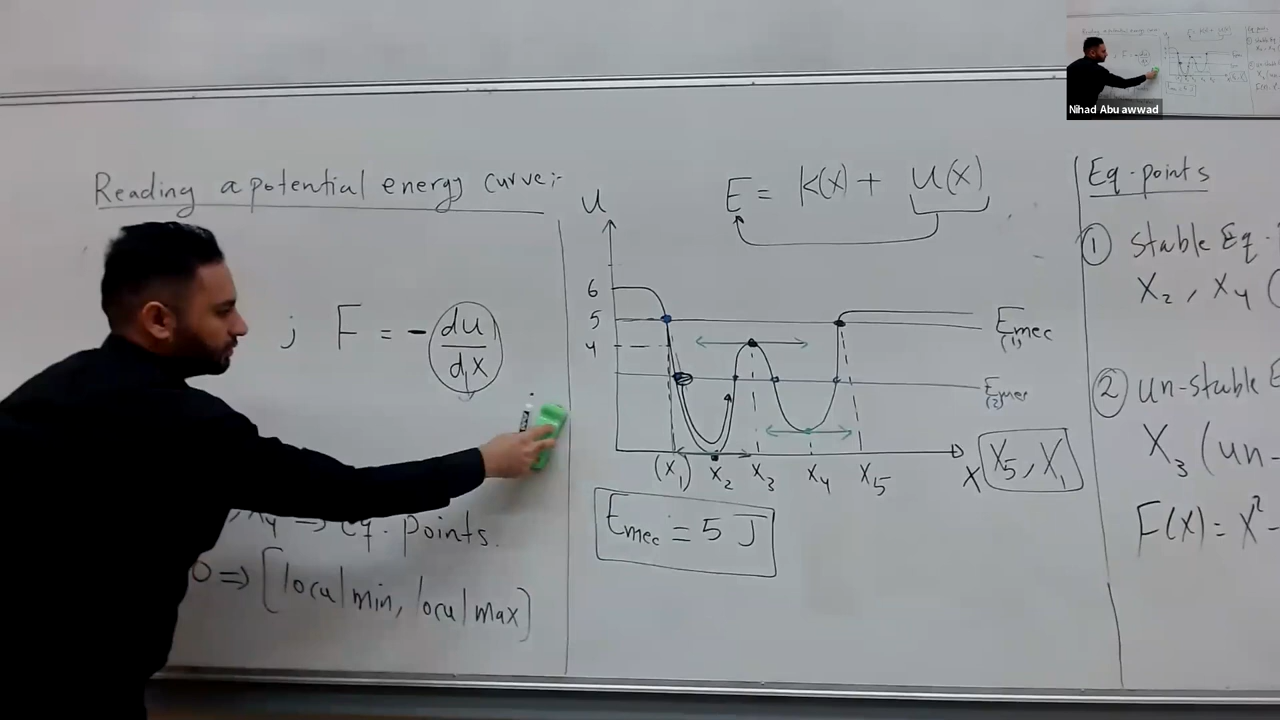 Reading a potential energy curve:-
; F = - du/dx
x4 → Eq. points.
0 ⇒ [local min, local max]
U
E = K(x) + U(x)
6
5
4
Emec (1)
Emec (2)
(x1) x2 x3 x4 x5 x
x5, x1
Emec = 5 J
Eq. points
1 stable Eq.
x2, x4 (
2 un-stable E
x3 (un-
F(x) = x²-
Nihad Abu awwad